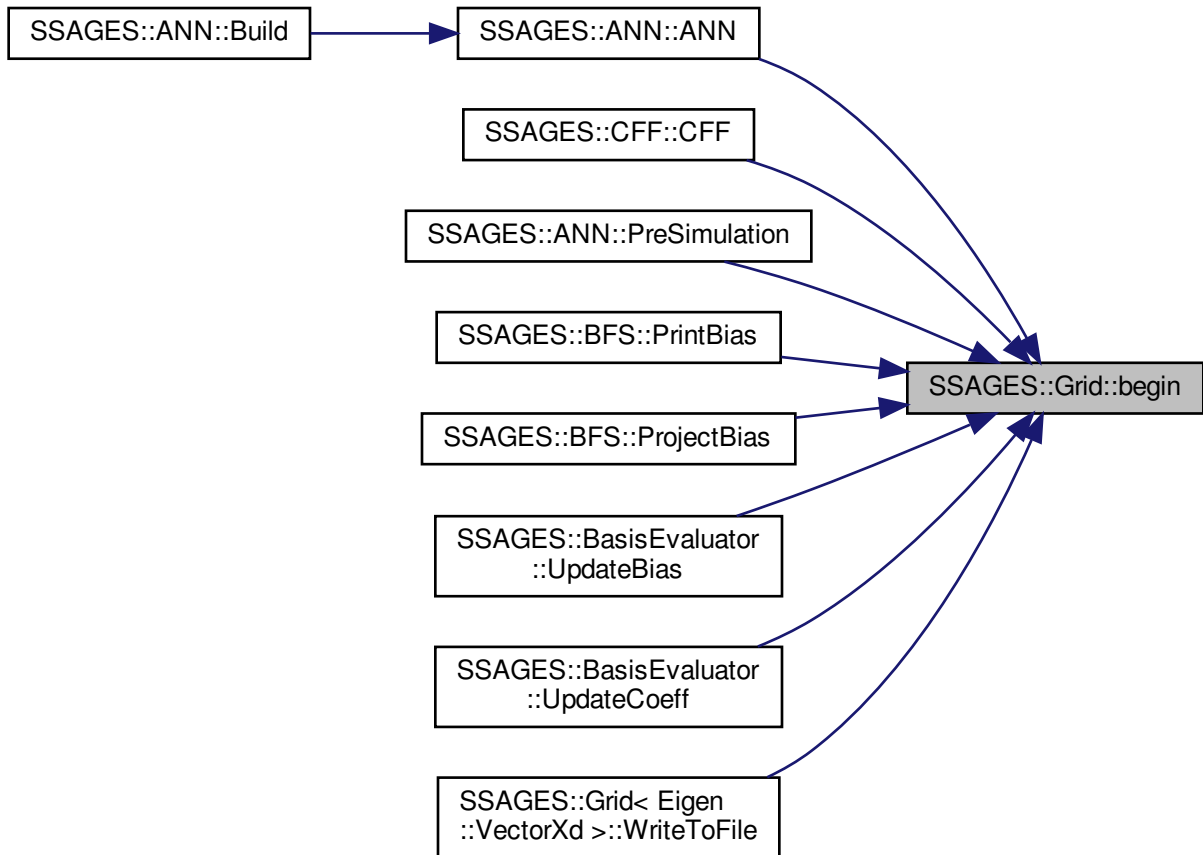 SSAGES::ANN::Build
SSAGES::ANN::ANN
SSAGES::CFF::CFF
SSAGES::ANN::PreSimulation
SSAGES::BFS::PrintBias
SSAGES::Grid::begin
SSAGES::BFS::ProjectBias
SSAGES::BasisEvaluator
::UpdateBias
SSAGES::BasisEvaluator
::UpdateCoeff
SSAGES::Grid< Eigen
::VectorXd >::WriteToFile